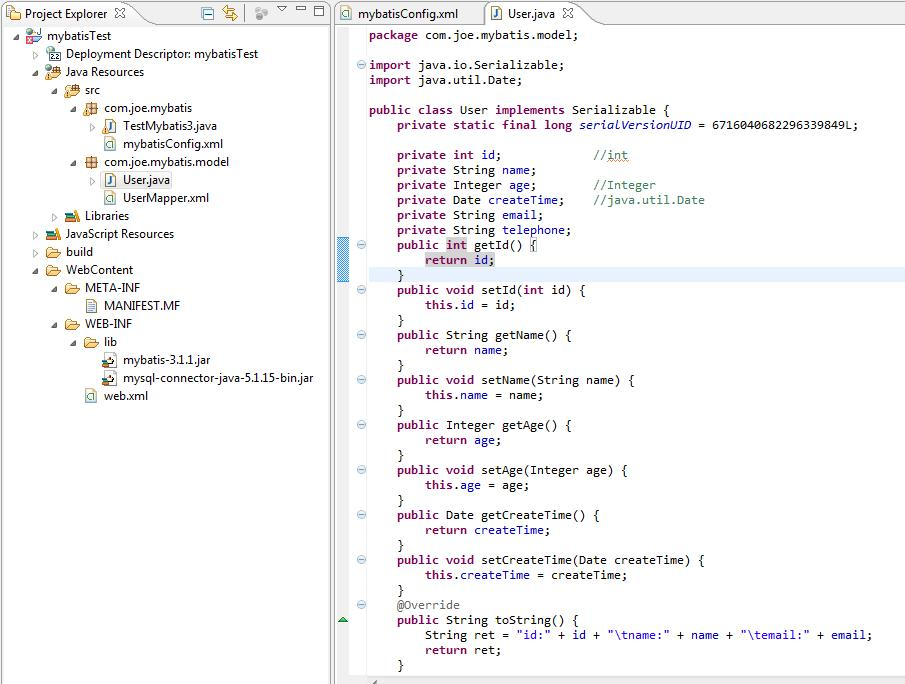 Project Explorer
mybatisTest
Deployment Descriptor: mybatisTest
Java Resources
src
com.joe.mybatis
TestMybatis3.java
mybatisConfig.xml
com.joe.mybatis.model
User.java
UserMapper.xml
Libraries
JavaScript Resources
build
WebContent
META-INF
MANIFEST.MF
WEB-INF
lib
mybatis-3.1.1.jar
mysql-connector-java-5.1.15-bin.jar
web.xml
mybatisConfig.xml
User.java
package com.joe.mybatis.model;
import java.io.Serializable;
import java.util.Date;
public class User implements Serializable {
private static final long serialVersionUID = 6716040682296339849L;
private int id; //int
private String name;
private Integer age; //Integer
private Date createTime; //java.util.Date
private String email;
private String telephone;
public int getId() {
return id;
}
public void setId(int id) {
this.id = id;
}
public String getName() {
return name;
}
public void setName(String name) {
this.name = name;
}
public Integer getAge() {
return age;
}
public void setAge(Integer age) {
this.age = age;
}
public Date getCreateTime() {
return createTime;
}
public void setCreateTime(Date createTime) {
this.createTime = createTime;
}
@Override
public String toString() {
String ret = "id:" + id + "\tname:" + name + "\temail:" + email;
return ret;
}